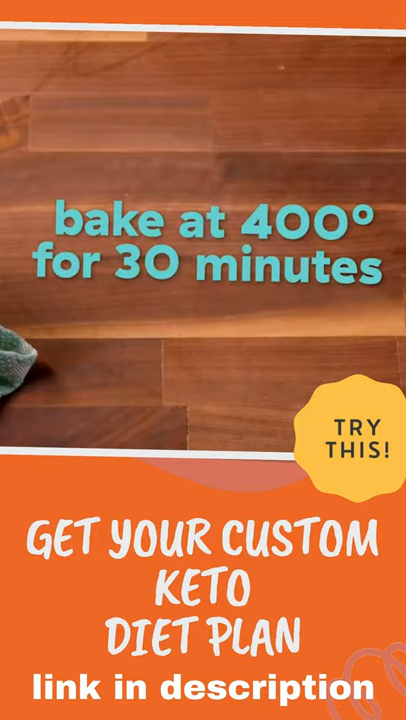 bake at 400°
for 30 minutes
TRY
THIS!
GET YOUR CUSTOM
KETO
DIET PLAN
link in description